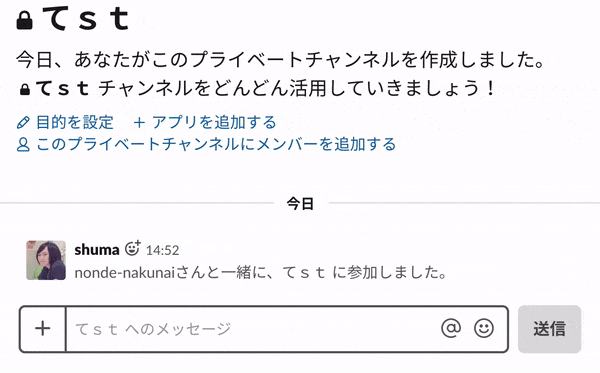 てｓｔ
今日、あなたがこのプライベートチャンネルを作成しました。
てｓｔ チャンネルをどんどん活用していきましょう！
目的を設定 ＋ アプリを追加する
このプライベートチャンネルにメンバーを追加する
今日
shuma 14:52
nonde-nakunaiさんと一緒に、てｓｔ に参加しました。
てｓｔ へのメッセージ
送信